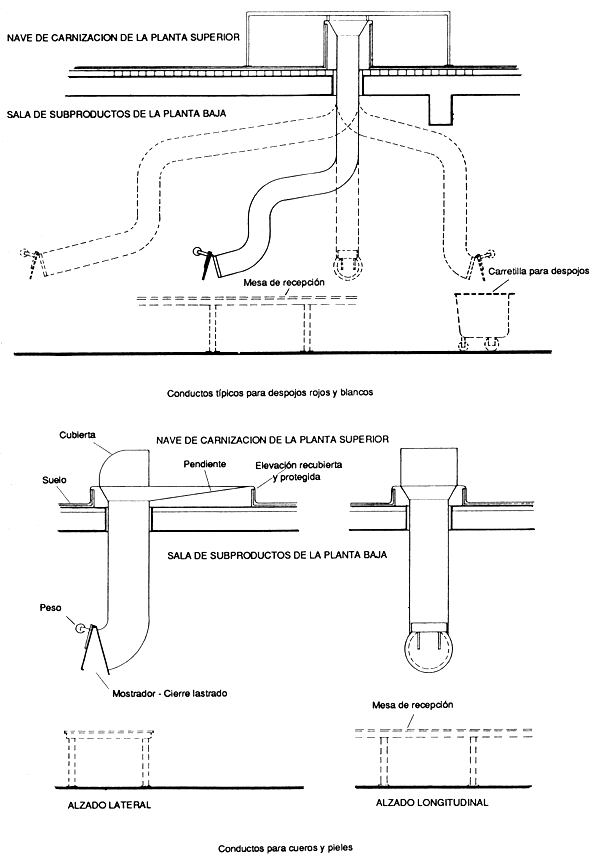 NAVE DE CARNIZACION DE LA PLANTA SUPERIOR
SALA DE SUBPRODUCTOS DE LA PLANTA BAJA
Carretilla para despojos
Mesa de recepción
Conductos típicos para despojos rojos y blancos
Cubierta
NAVE DE CARNIZACION DE LA PLANTA SUPERIOR
Pendiente
Elevación recubierta
y protegida
Suelo
SALA DE SUBPRODUCTOS DE LA PLANTA BAJA
Peso
Mostrador - Cierre lastrado
Mesa de recepción
ALZADO LATERAL
ALZADO LONGITUDINAL
Conductos para cueros y pieles